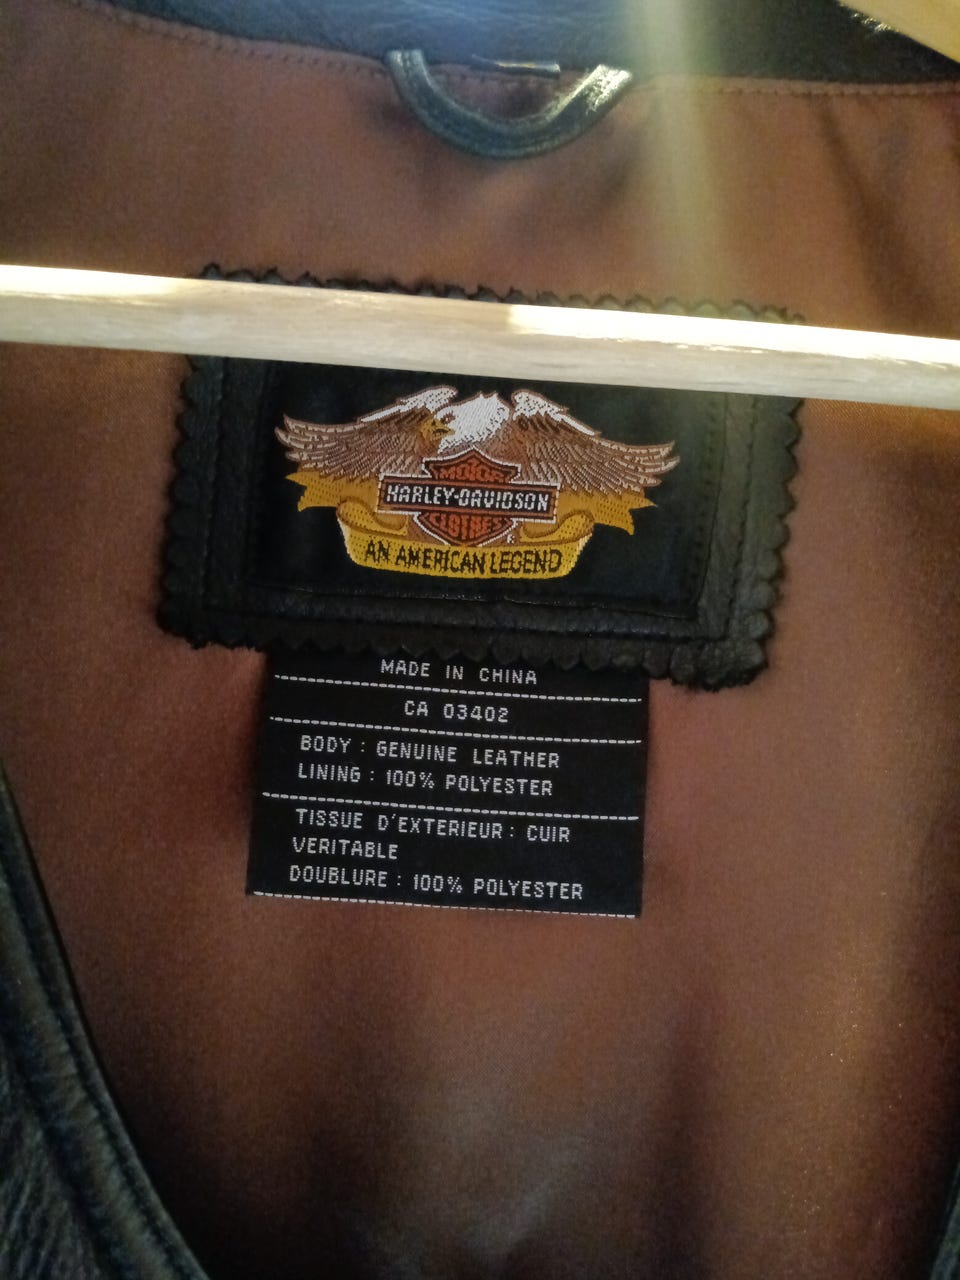 MOTOR
HARLEY-DAVIDSON
CLOTHES
®
AN AMERICAN LEGEND
MADE IN CHINA
CA 03402
BODY : GENUINE LEATHER
LINING : 100% POLYESTER
TISSUE D'EXTERIEUR : CUIR
VERITABLE
DOUBLURE : 100% POLYESTER